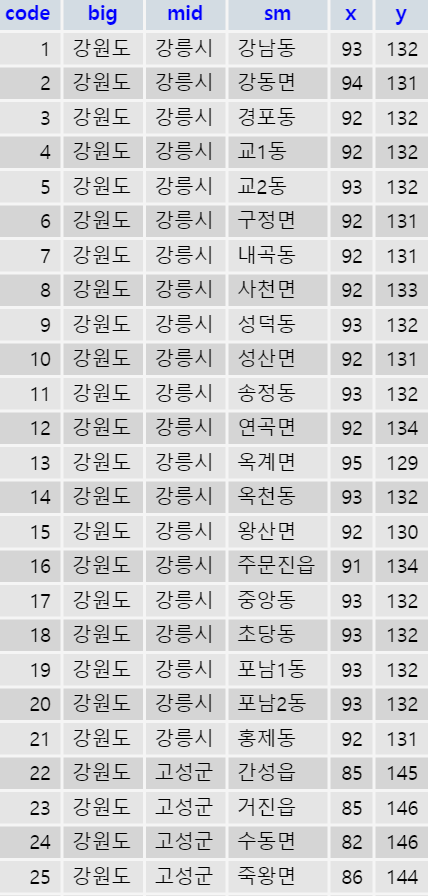 code big mid sm x y
1 강원도 강릉시 강남동 93 132
2 강원도 강릉시 강동면 94 131
3 강원도 강릉시 경포동 92 132
4 강원도 강릉시 교1동 92 132
5 강원도 강릉시 교2동 93 132
6 강원도 강릉시 구정면 92 131
7 강원도 강릉시 내곡동 92 131
8 강원도 강릉시 사천면 92 133
9 강원도 강릉시 성덕동 93 132
10 강원도 강릉시 성산면 92 131
11 강원도 강릉시 송정동 93 132
12 강원도 강릉시 연곡면 92 134
13 강원도 강릉시 옥계면 95 129
14 강원도 강릉시 옥천동 93 132
15 강원도 강릉시 왕산면 92 130
16 강원도 강릉시 주문진읍 91 134
17 강원도 강릉시 중앙동 93 132
18 강원도 강릉시 초당동 93 132
19 강원도 강릉시 포남1동 93 132
20 강원도 강릉시 포남2동 93 132
21 강원도 강릉시 홍제동 92 131
22 강원도 고성군 간성읍 85 145
23 강원도 고성군 거진읍 85 146
24 강원도 고성군 수동면 82 146
25 강원도 고성군 죽왕면 86 144